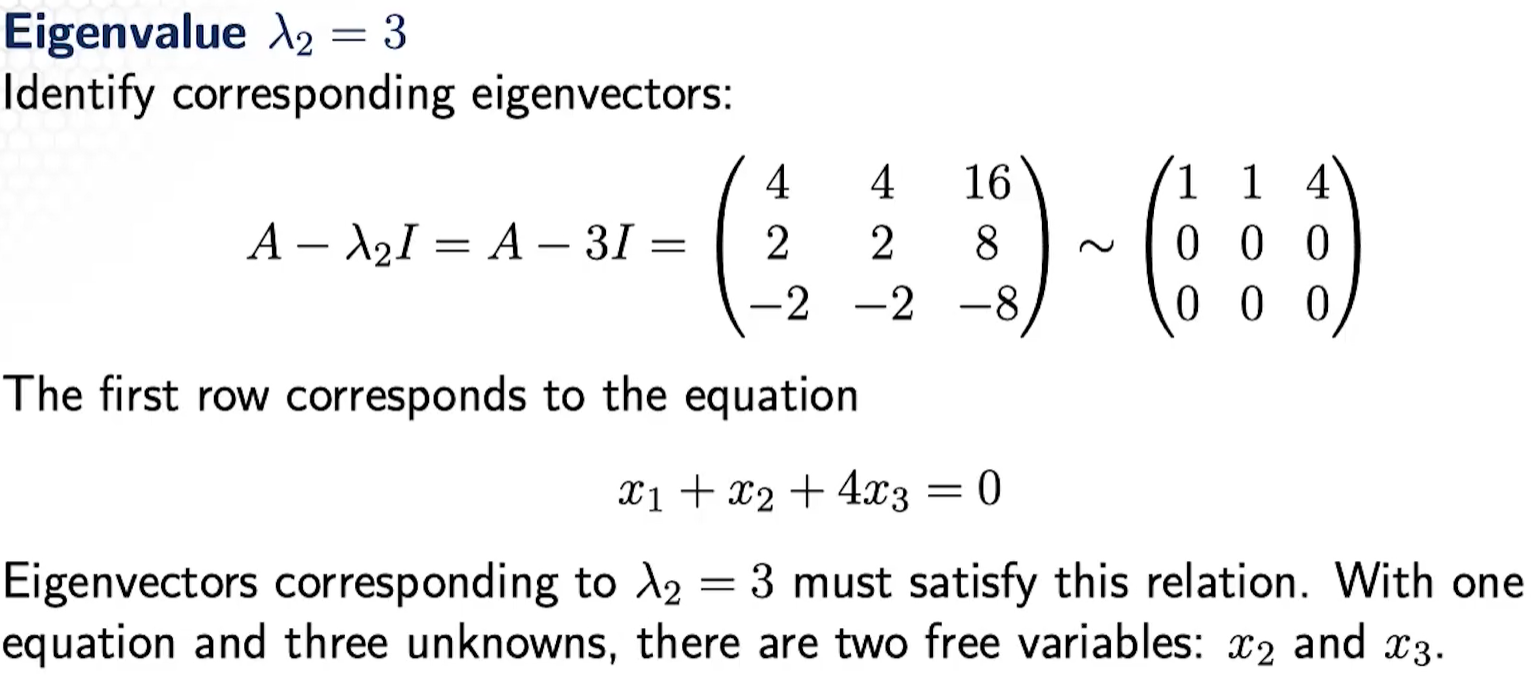 Eigenvalue λ₂ = 3
Identify corresponding eigenvectors:
A − λ₂I = A − 3I = ( 4 4 16 ; 2 2 8 ; −2 −2 −8 ) ∼ ( 1 1 4 ; 0 0 0 ; 0 0 0 )
The first row corresponds to the equation
x₁ + x₂ + 4x₃ = 0
Eigenvectors corresponding to λ₂ = 3 must satisfy this relation. With one
equation and three unknowns, there are two free variables: x₂ and x₃.